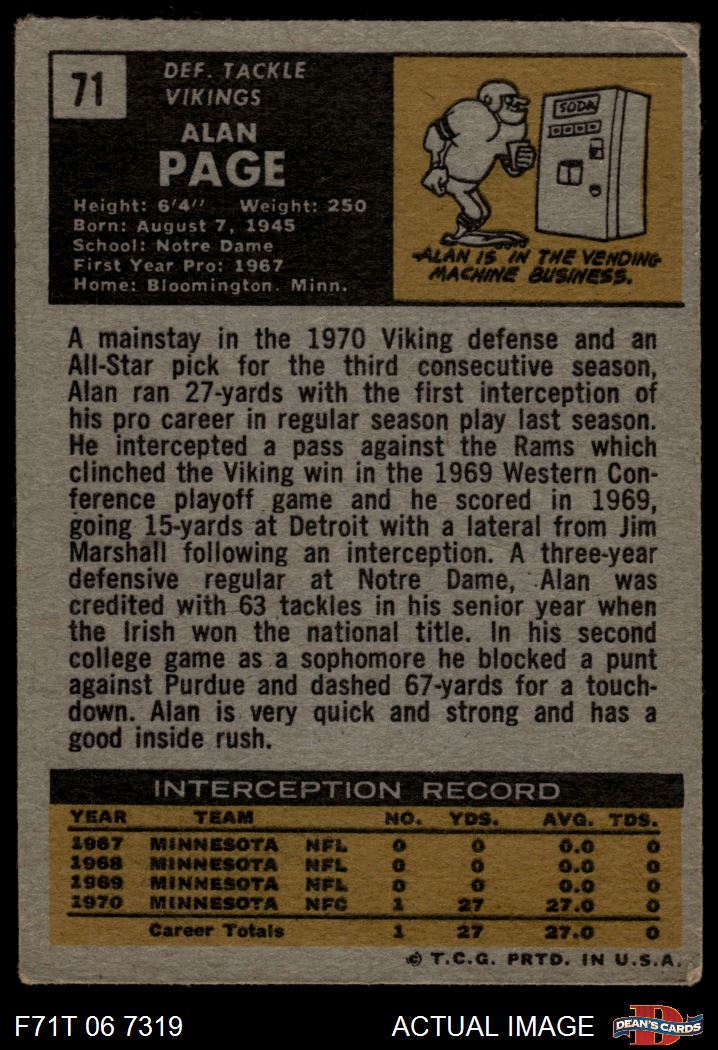 71
DEF. TACKLE
VIKINGS
ALAN
PAGE
Height: 6'4" Weight: 250
Born: August 7, 1945
School: Notre Dame
First Year Pro: 1967
Home: Bloomington. Minn.
SODA
ALAN IS IN THE VENDING
MACHINE BUSINESS.
A mainstay in the 1970 Viking defense and an
All-Star pick for the third consecutive season,
Alan ran 27-yards with the first interception of
his pro career in regular season play last season.
He intercepted a pass against the Rams which
clinched the Viking win in the 1969 Western Con-
ference playoff game and he scored in 1969,
going 15-yards at Detroit with a lateral from Jim
Marshall following an interception. A three-year
defensive regular at Notre Dame, Alan was
credited with 63 tackles in his senior year when
the Irish won the national title. In his second
college game as a sophomore he blocked a punt
against Purdue and dashed 67-yards for a touch-
down. Alan is very quick and strong and has a
good inside rush.
INTERCEPTION RECORD
YEAR TEAM NO. YDS. AVG. TDS.
1967 MINNESOTA NFL 0 0 0.0 0
1968 MINNESOTA NFL 0 0 0.0 0
1969 MINNESOTA NFL 0 0 0.0 0
1970 MINNESOTA NFC 1 27 27.0 0
Career Totals 1 27 27.0 0
© T.C.G. PRTD. IN U.S.A.
F71T 06 7319 ACTUAL IMAGE D DEAN'S CARDS